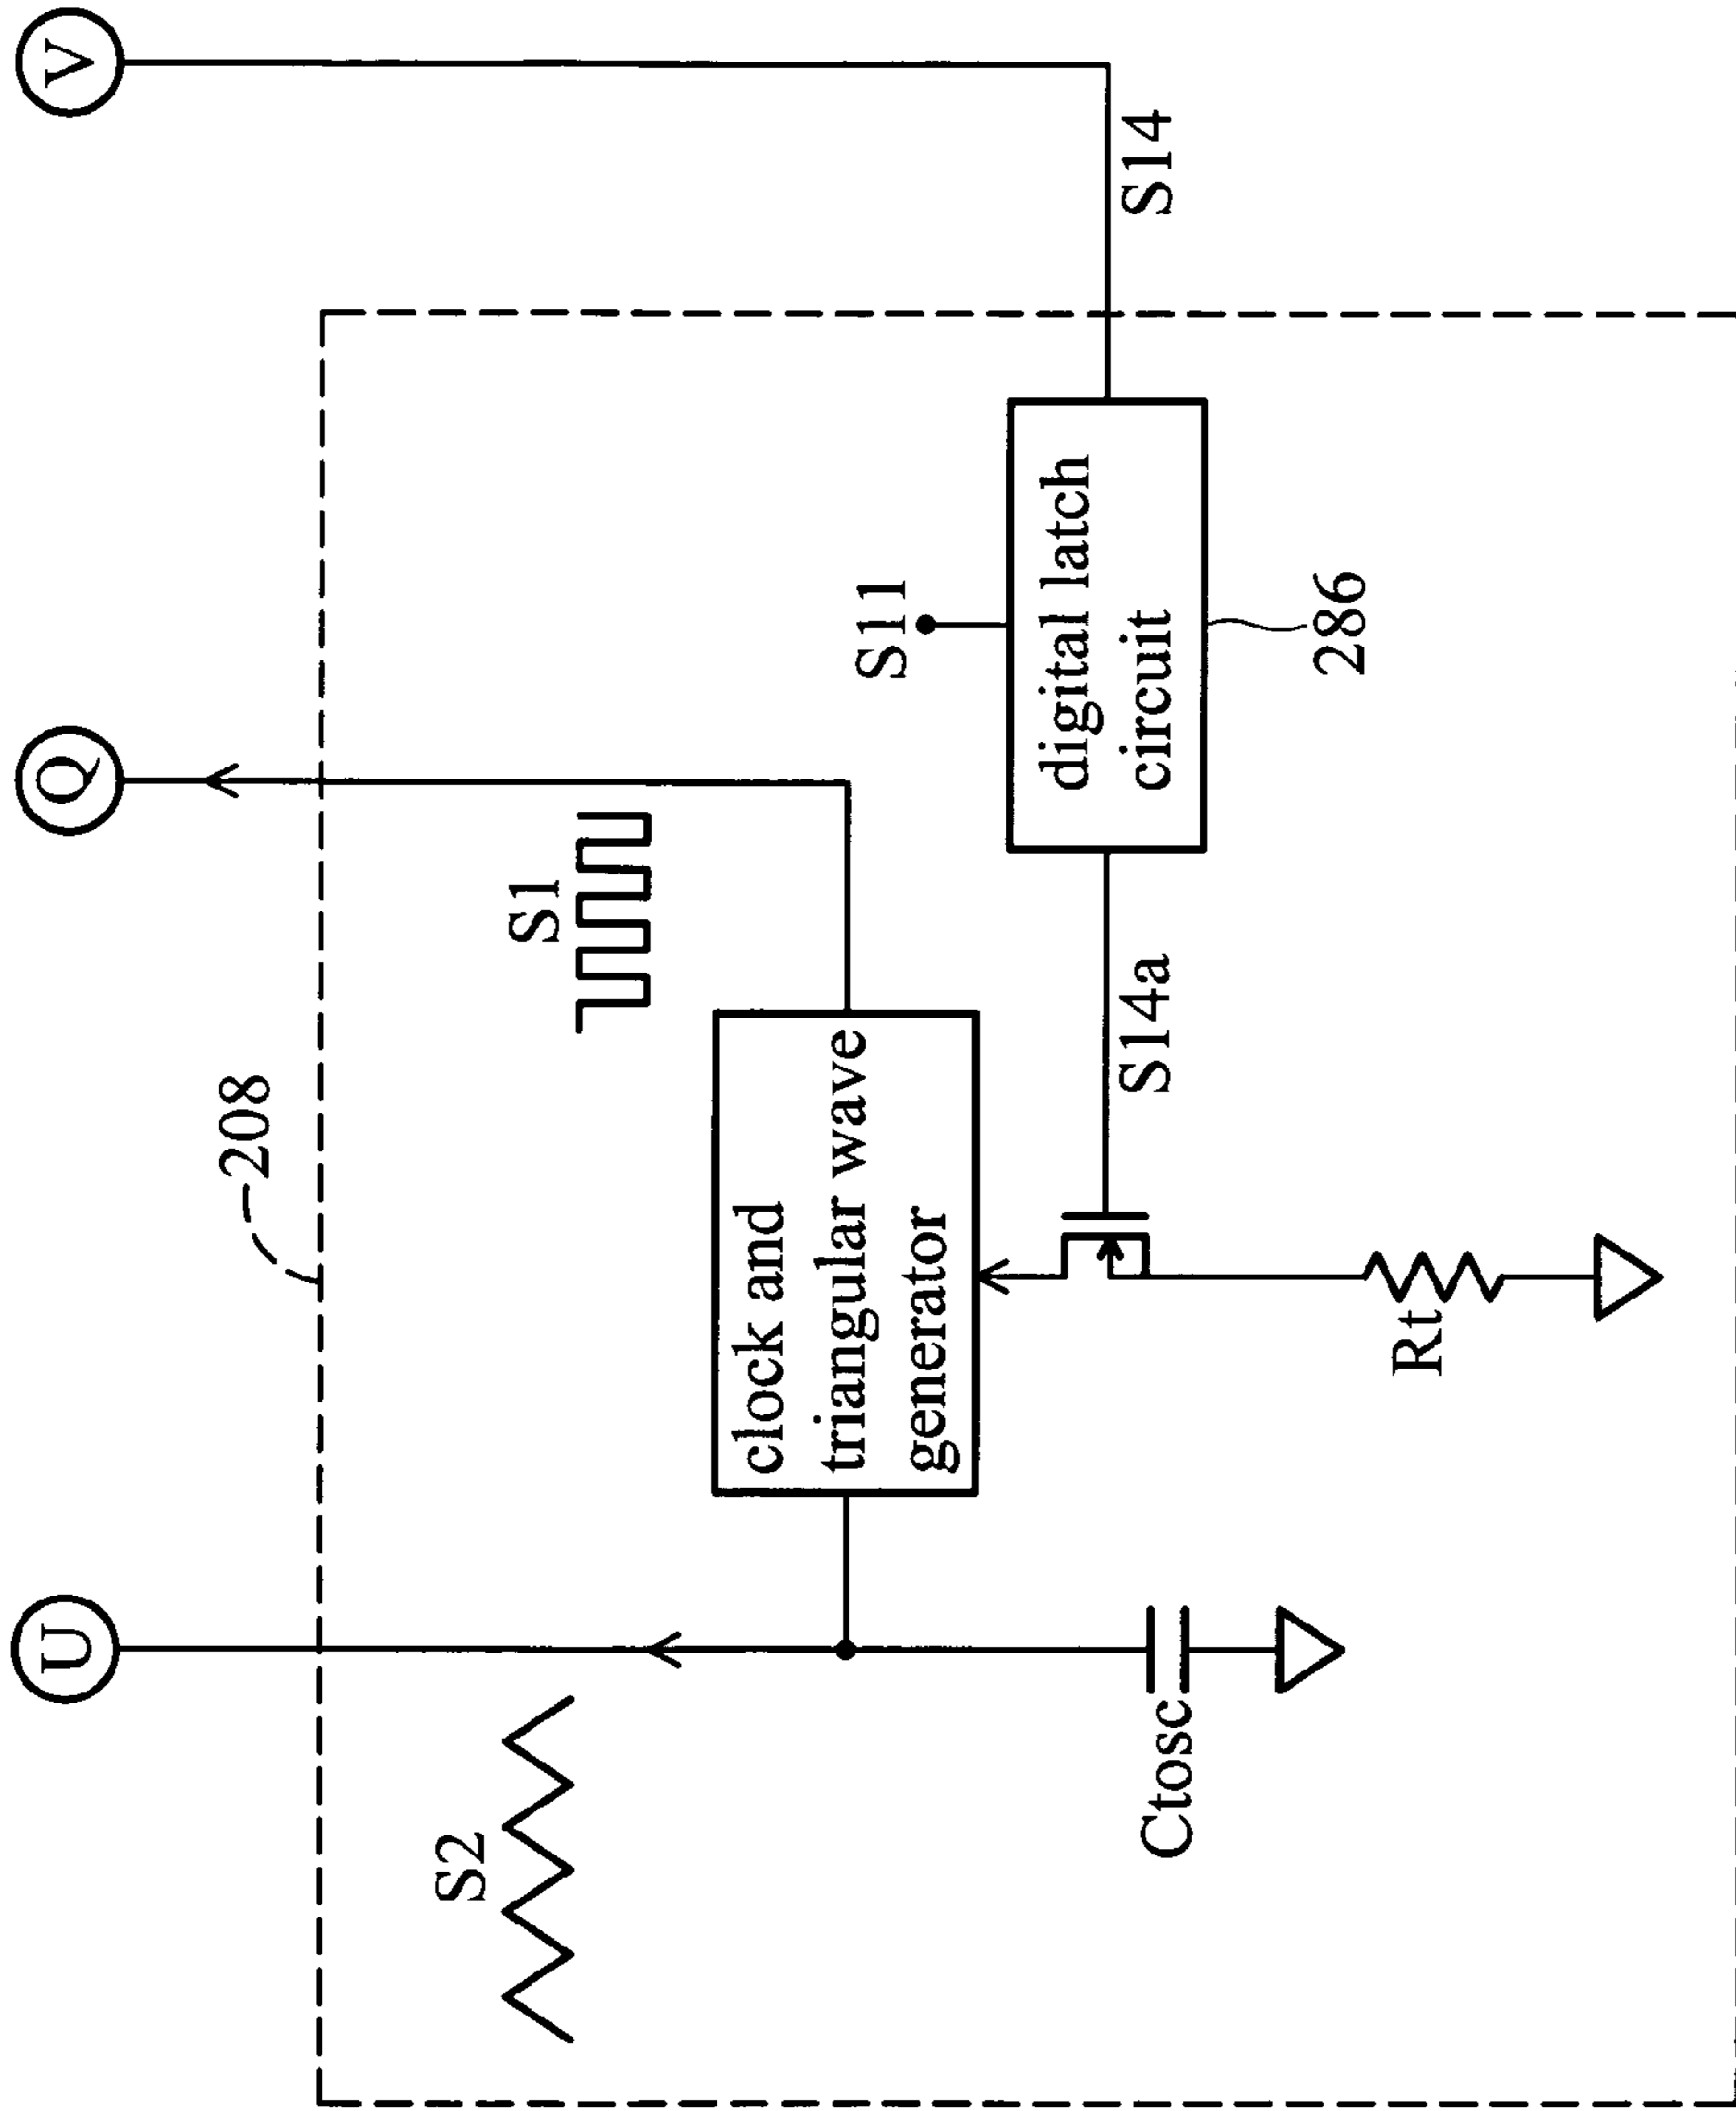 U
Q
V
208
S2
S1
clock and
triangular wave
generator
S11
digital latch
circuit
286
S14
S14a
Ctosc
Rt